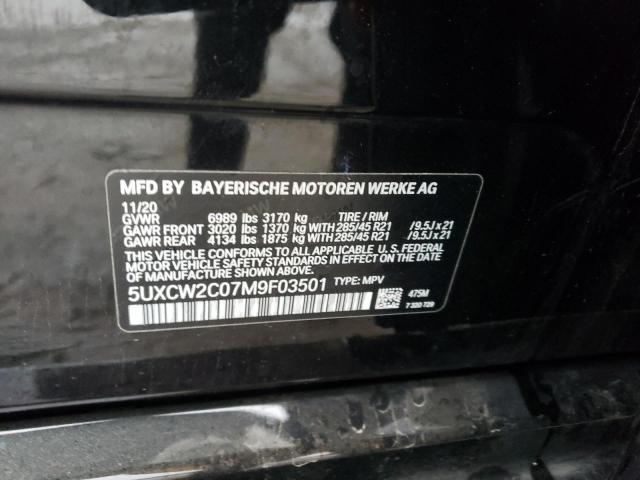 MFD BY BAYERISCHE MOTOREN WERKE AG
11/20
GVWR 6989 lbs 3170 kg TIRE / RIM
GAWR FRONT 3020 lbs 1370 kg WITH 285/45 R21 /9.5J x 21
GAWR REAR 4134 lbs 1875 kg WITH 285/45 R21 /9.5J x 21
THIS VEHICLE CONFORMS TO ALL APPLICABLE U. S. FEDERAL
MOTOR VEHICLE SAFETY STANDARDS IN EFFECT ON THE
DATE OF MANUFACTURE SHOWN ABOVE.
5UXCW2C07M9F03501 TYPE: MPV
475M
7 320 729